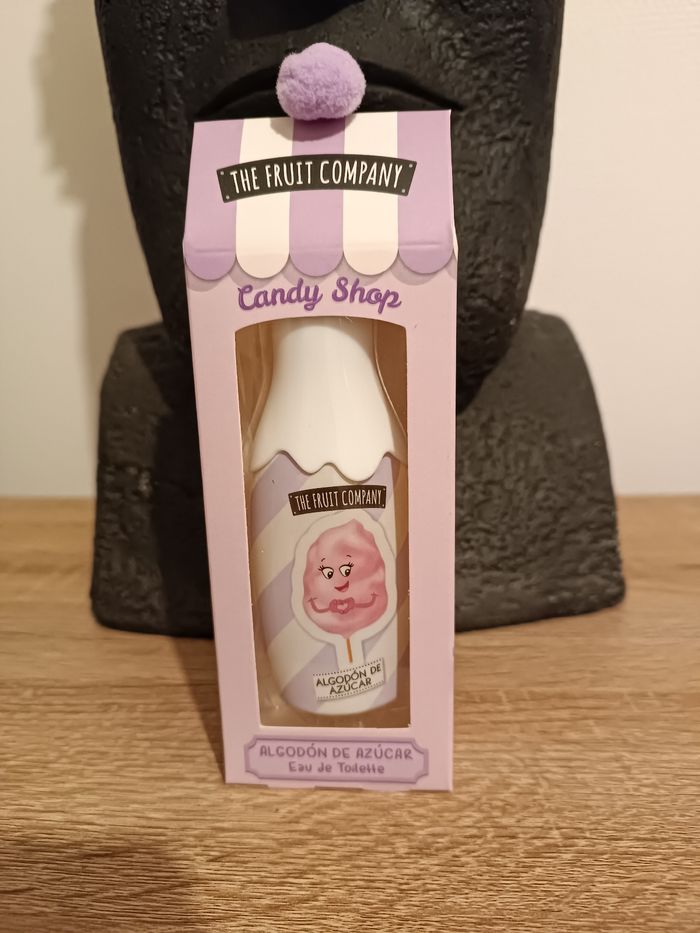 THE FRUIT COMPANY
Candy Shop
THE FRUIT COMPANY
ALGODÓN DE
AZÚCAR
ALGODÓN DE AZÚCAR
Eau de Toilette